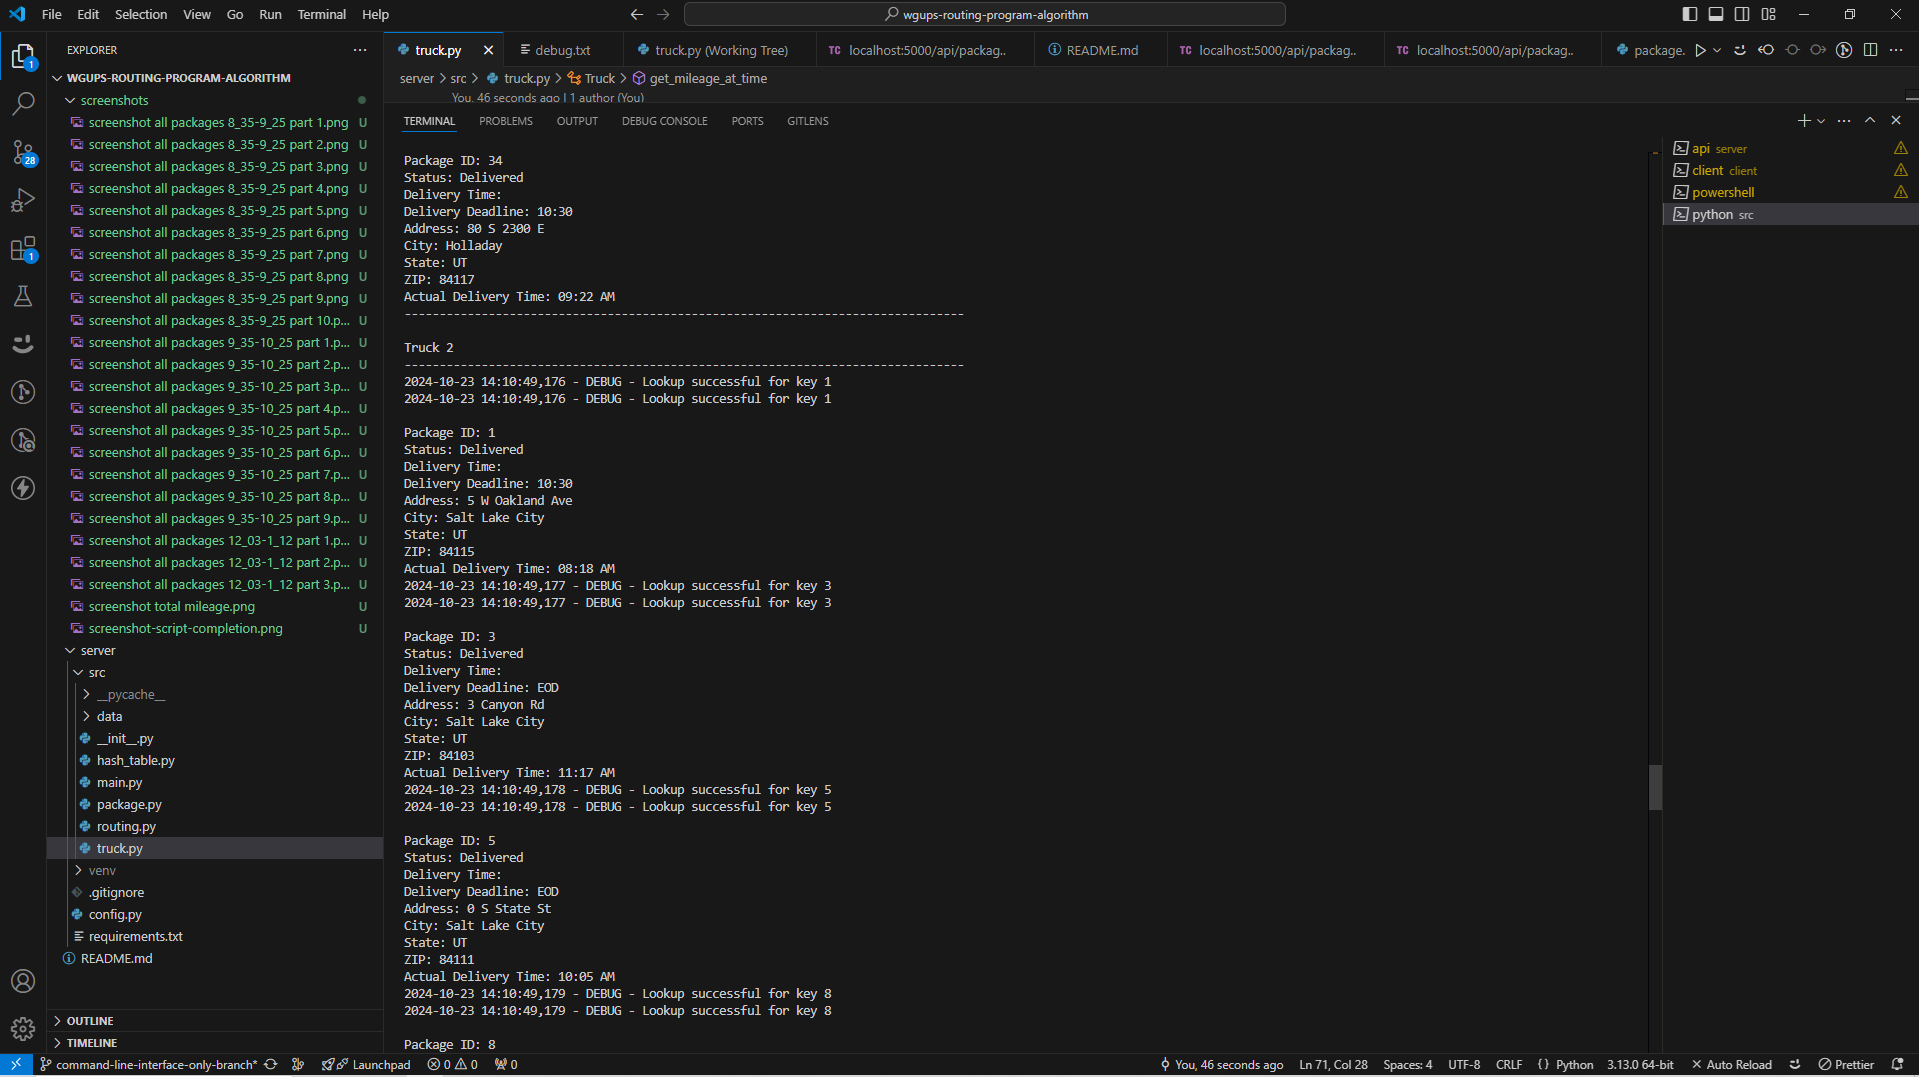 File Edit Selection View Go Run Terminal Help
wgups-routing-program-algorithm
EXPLORER
WGUPS-ROUTING-PROGRAM-ALGORITHM
screenshots
screenshot all packages 8_35-9_25 part 1.png U
screenshot all packages 8_35-9_25 part 2.png U
screenshot all packages 8_35-9_25 part 3.png U
screenshot all packages 8_35-9_25 part 4.png U
screenshot all packages 8_35-9_25 part 5.png U
screenshot all packages 8_35-9_25 part 6.png U
screenshot all packages 8_35-9_25 part 7.png U
screenshot all packages 8_35-9_25 part 8.png U
screenshot all packages 8_35-9_25 part 9.png U
screenshot all packages 8_35-9_25 part 10.p... U
screenshot all packages 9_35-10_25 part 1.p... U
screenshot all packages 9_35-10_25 part 2.p... U
screenshot all packages 9_35-10_25 part 3.p... U
screenshot all packages 9_35-10_25 part 4.p... U
screenshot all packages 9_35-10_25 part 5.p... U
screenshot all packages 9_35-10_25 part 6.p... U
screenshot all packages 9_35-10_25 part 7.p... U
screenshot all packages 9_35-10_25 part 8.p... U
screenshot all packages 9_35-10_25 part 9.p... U
screenshot all packages 12_03-1_12 part 1.p... U
screenshot all packages 12_03-1_12 part 2.p... U
screenshot all packages 12_03-1_12 part 3.p... U
screenshot total mileage.png U
screenshot-script-completion.png U
server
src
__pycache__
data
__init__.py
hash_table.py
main.py
package.py
routing.py
truck.py
venv
.gitignore
config.py
requirements.txt
README.md
OUTLINE
TIMELINE
1
28
1
truck.py debug.txt truck.py (Working Tree) TC localhost:5000/api/packag.. README.md TC localhost:5000/api/packag.. TC localhost:5000/api/packag.. package.
server > src > truck.py > Truck > get_mileage_at_time
You, 46 seconds ago | 1 author (You)
TERMINAL PROBLEMS OUTPUT DEBUG CONSOLE PORTS GITLENS
Package ID: 34
Status: Delivered
Delivery Time:
Delivery Deadline: 10:30
Address: 80 S 2300 E
City: Holladay
State: UT
ZIP: 84117
Actual Delivery Time: 09:22 AM
--------------------------------------------------------------------------------
Truck 2
--------------------------------------------------------------------------------
2024-10-23 14:10:49,176 - DEBUG - Lookup successful for key 1
2024-10-23 14:10:49,176 - DEBUG - Lookup successful for key 1
Package ID: 1
Status: Delivered
Delivery Time:
Delivery Deadline: 10:30
Address: 5 W Oakland Ave
City: Salt Lake City
State: UT
ZIP: 84115
Actual Delivery Time: 08:18 AM
2024-10-23 14:10:49,177 - DEBUG - Lookup successful for key 3
2024-10-23 14:10:49,177 - DEBUG - Lookup successful for key 3
Package ID: 3
Status: Delivered
Delivery Time:
Delivery Deadline: EOD
Address: 3 Canyon Rd
City: Salt Lake City
State: UT
ZIP: 84103
Actual Delivery Time: 11:17 AM
2024-10-23 14:10:49,178 - DEBUG - Lookup successful for key 5
2024-10-23 14:10:49,178 - DEBUG - Lookup successful for key 5
Package ID: 5
Status: Delivered
Delivery Time:
Delivery Deadline: EOD
Address: 0 S State St
City: Salt Lake City
State: UT
ZIP: 84111
Actual Delivery Time: 10:05 AM
2024-10-23 14:10:49,179 - DEBUG - Lookup successful for key 8
2024-10-23 14:10:49,179 - DEBUG - Lookup successful for key 8
Package ID: 8
api server
client client
powershell
python src
command-line-interface-only-branch* Launchpad 0 0 0 You, 46 seconds ago Ln 71, Col 28 Spaces: 4 UTF-8 CRLF {} Python 3.13.0 64-bit Auto Reload Prettier